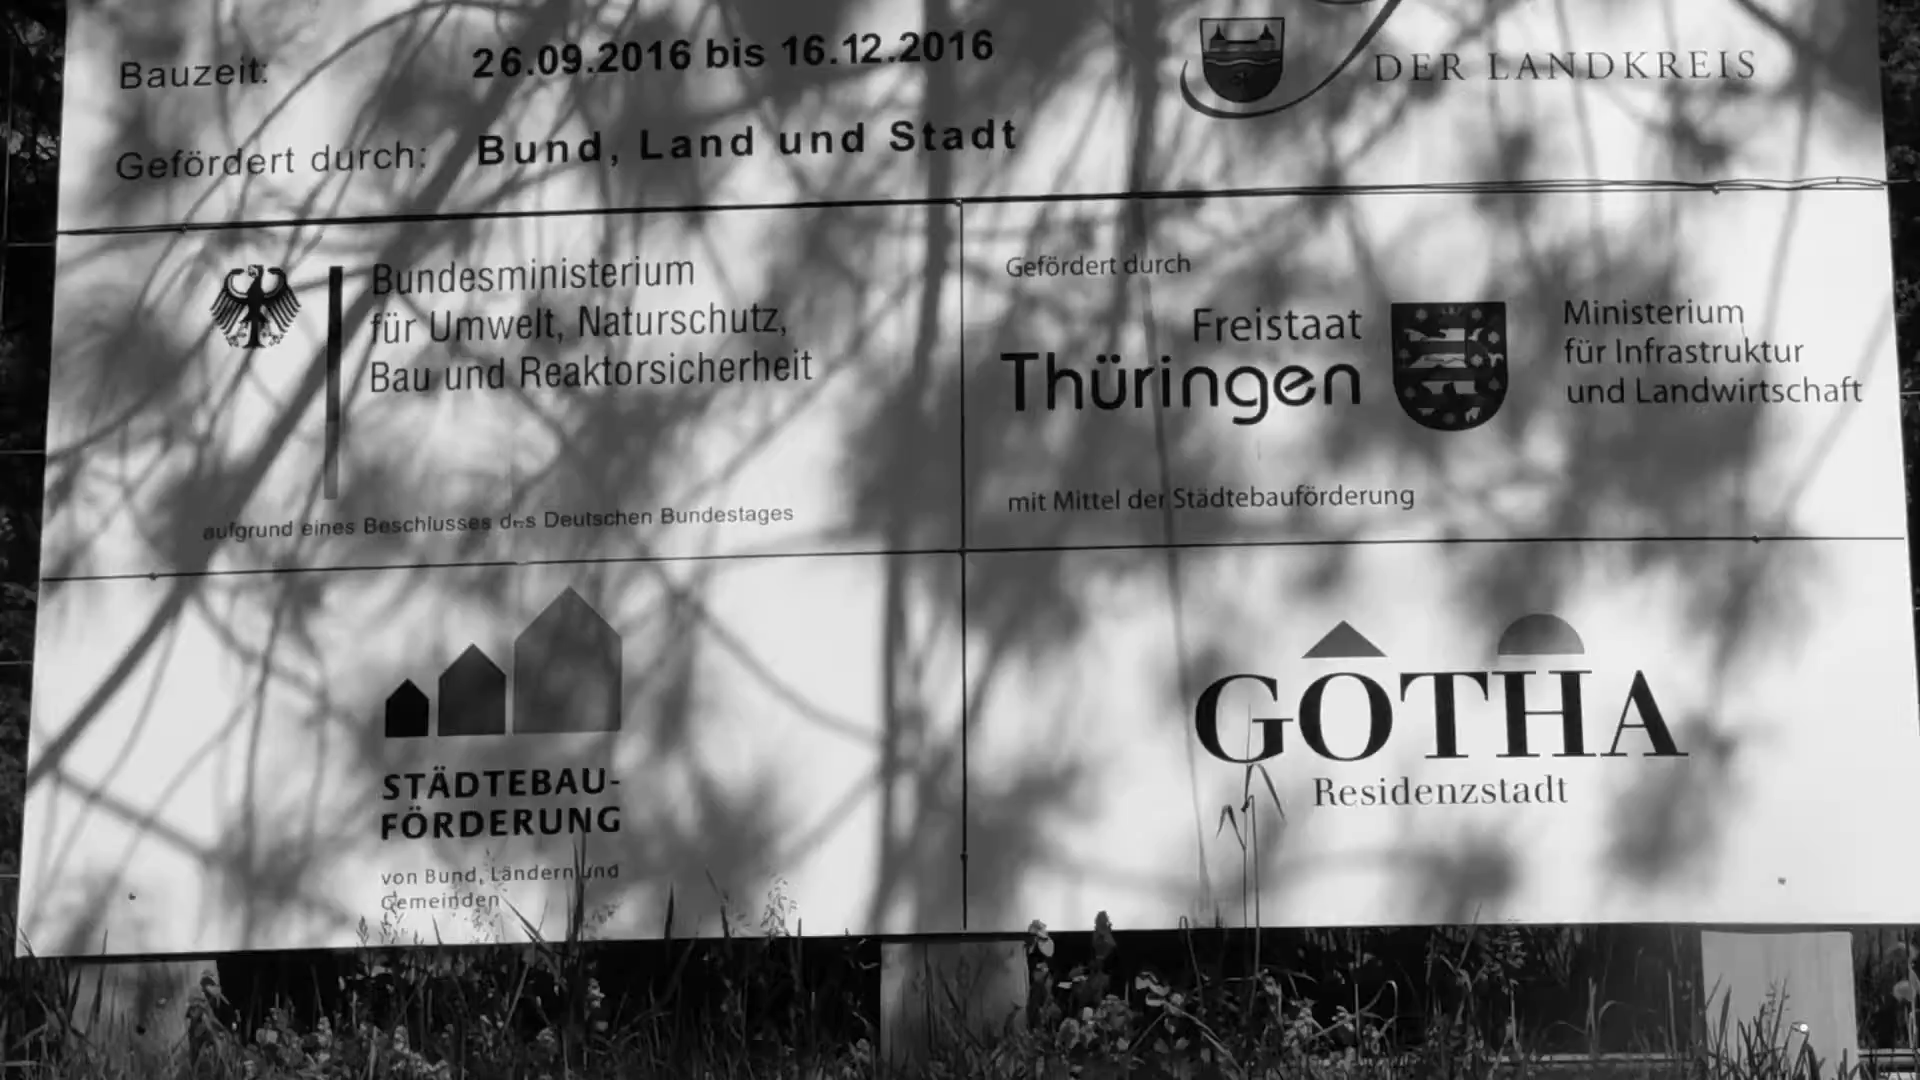 Bauzeit: 26.09.2016 bis 16.12.2016
Gefördert durch: Bund, Land und Stadt
DER LANDKREIS
Bundesministerium
für Umwelt, Naturschutz,
Bau und Reaktorsicherheit
aufgrund eines Beschlusses des Deutschen Bundestages
Gefördert durch
Freistaat
Thüringen
Ministerium
für Infrastruktur
und Landwirtschaft
mit Mittel der Städtebauförderung
STÄDTEBAU-
FÖRDERUNG
von Bund, Ländern und
Gemeinden
GOTHA
Residenzstadt